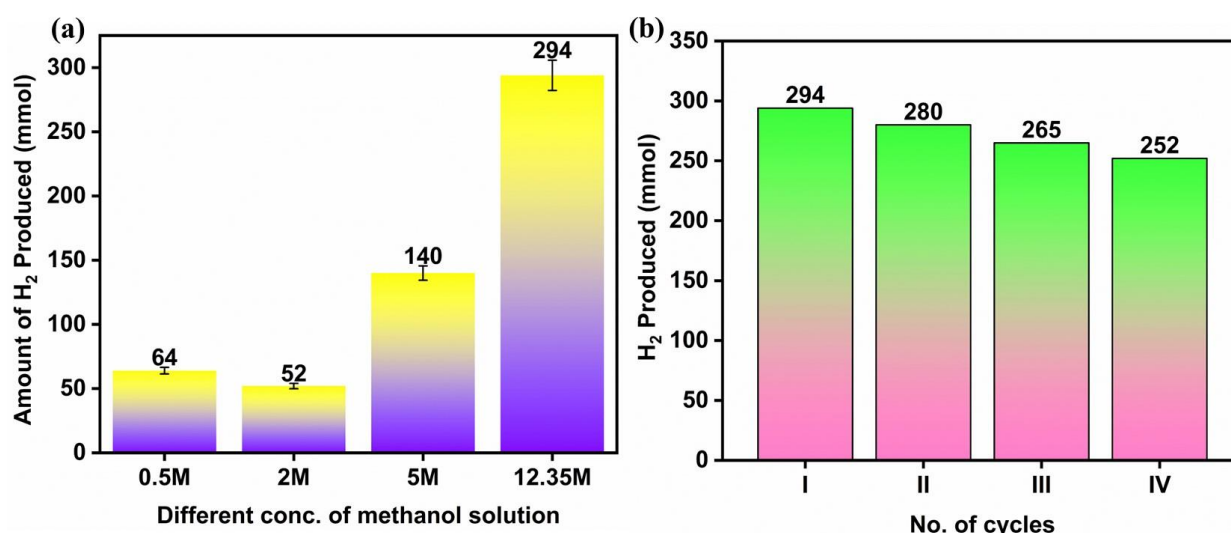 (a)
294
140
64
52
300
250
200
150
100
50
0
Amount of H₂ Produced (mmol)
0.5M 2M 5M 12.35M
Different conc. of methanol solution
(b)
350
300
250
200
150
100
50
0
H₂ Produced (mmol)
294
280
265
252
I II III IV
No. of cycles